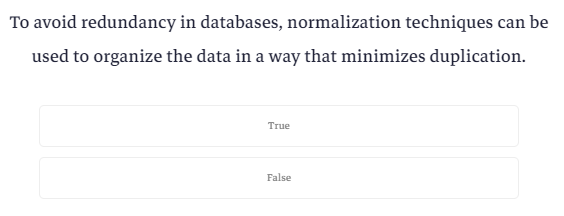 To avoid redundancy in databases, normalization techniques can be
used to organize the data in a way that minimizes duplication.
True
False